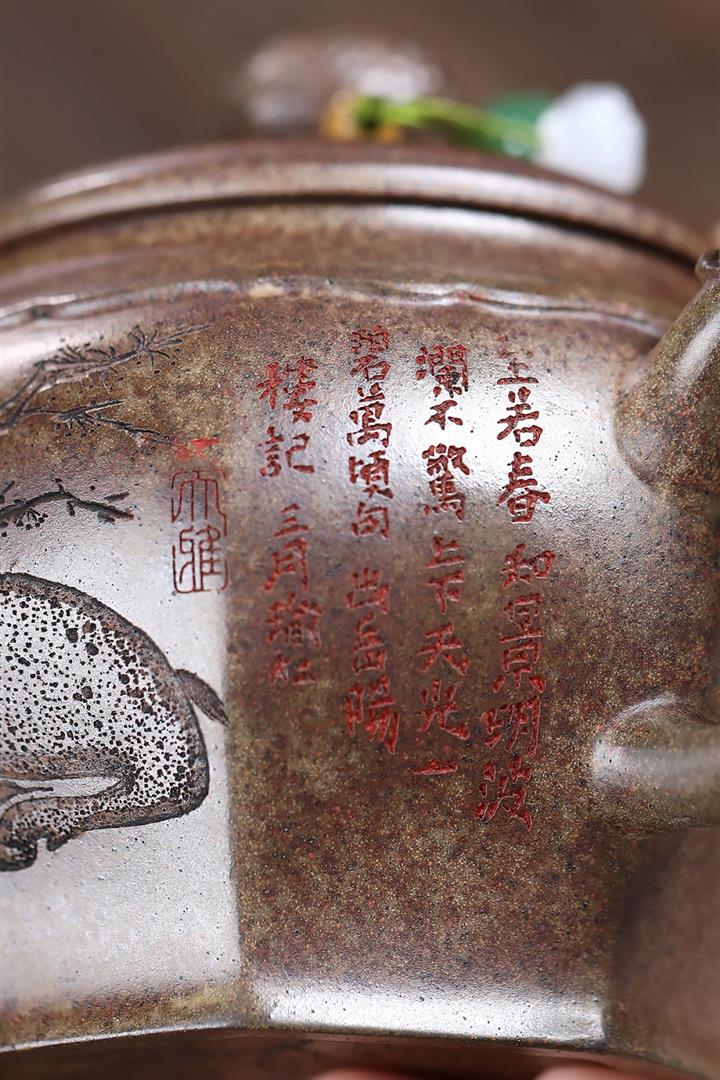 至若春和景明波
瀾不驚上下天光一
碧萬頃句出岳陽
樓記三月瑜